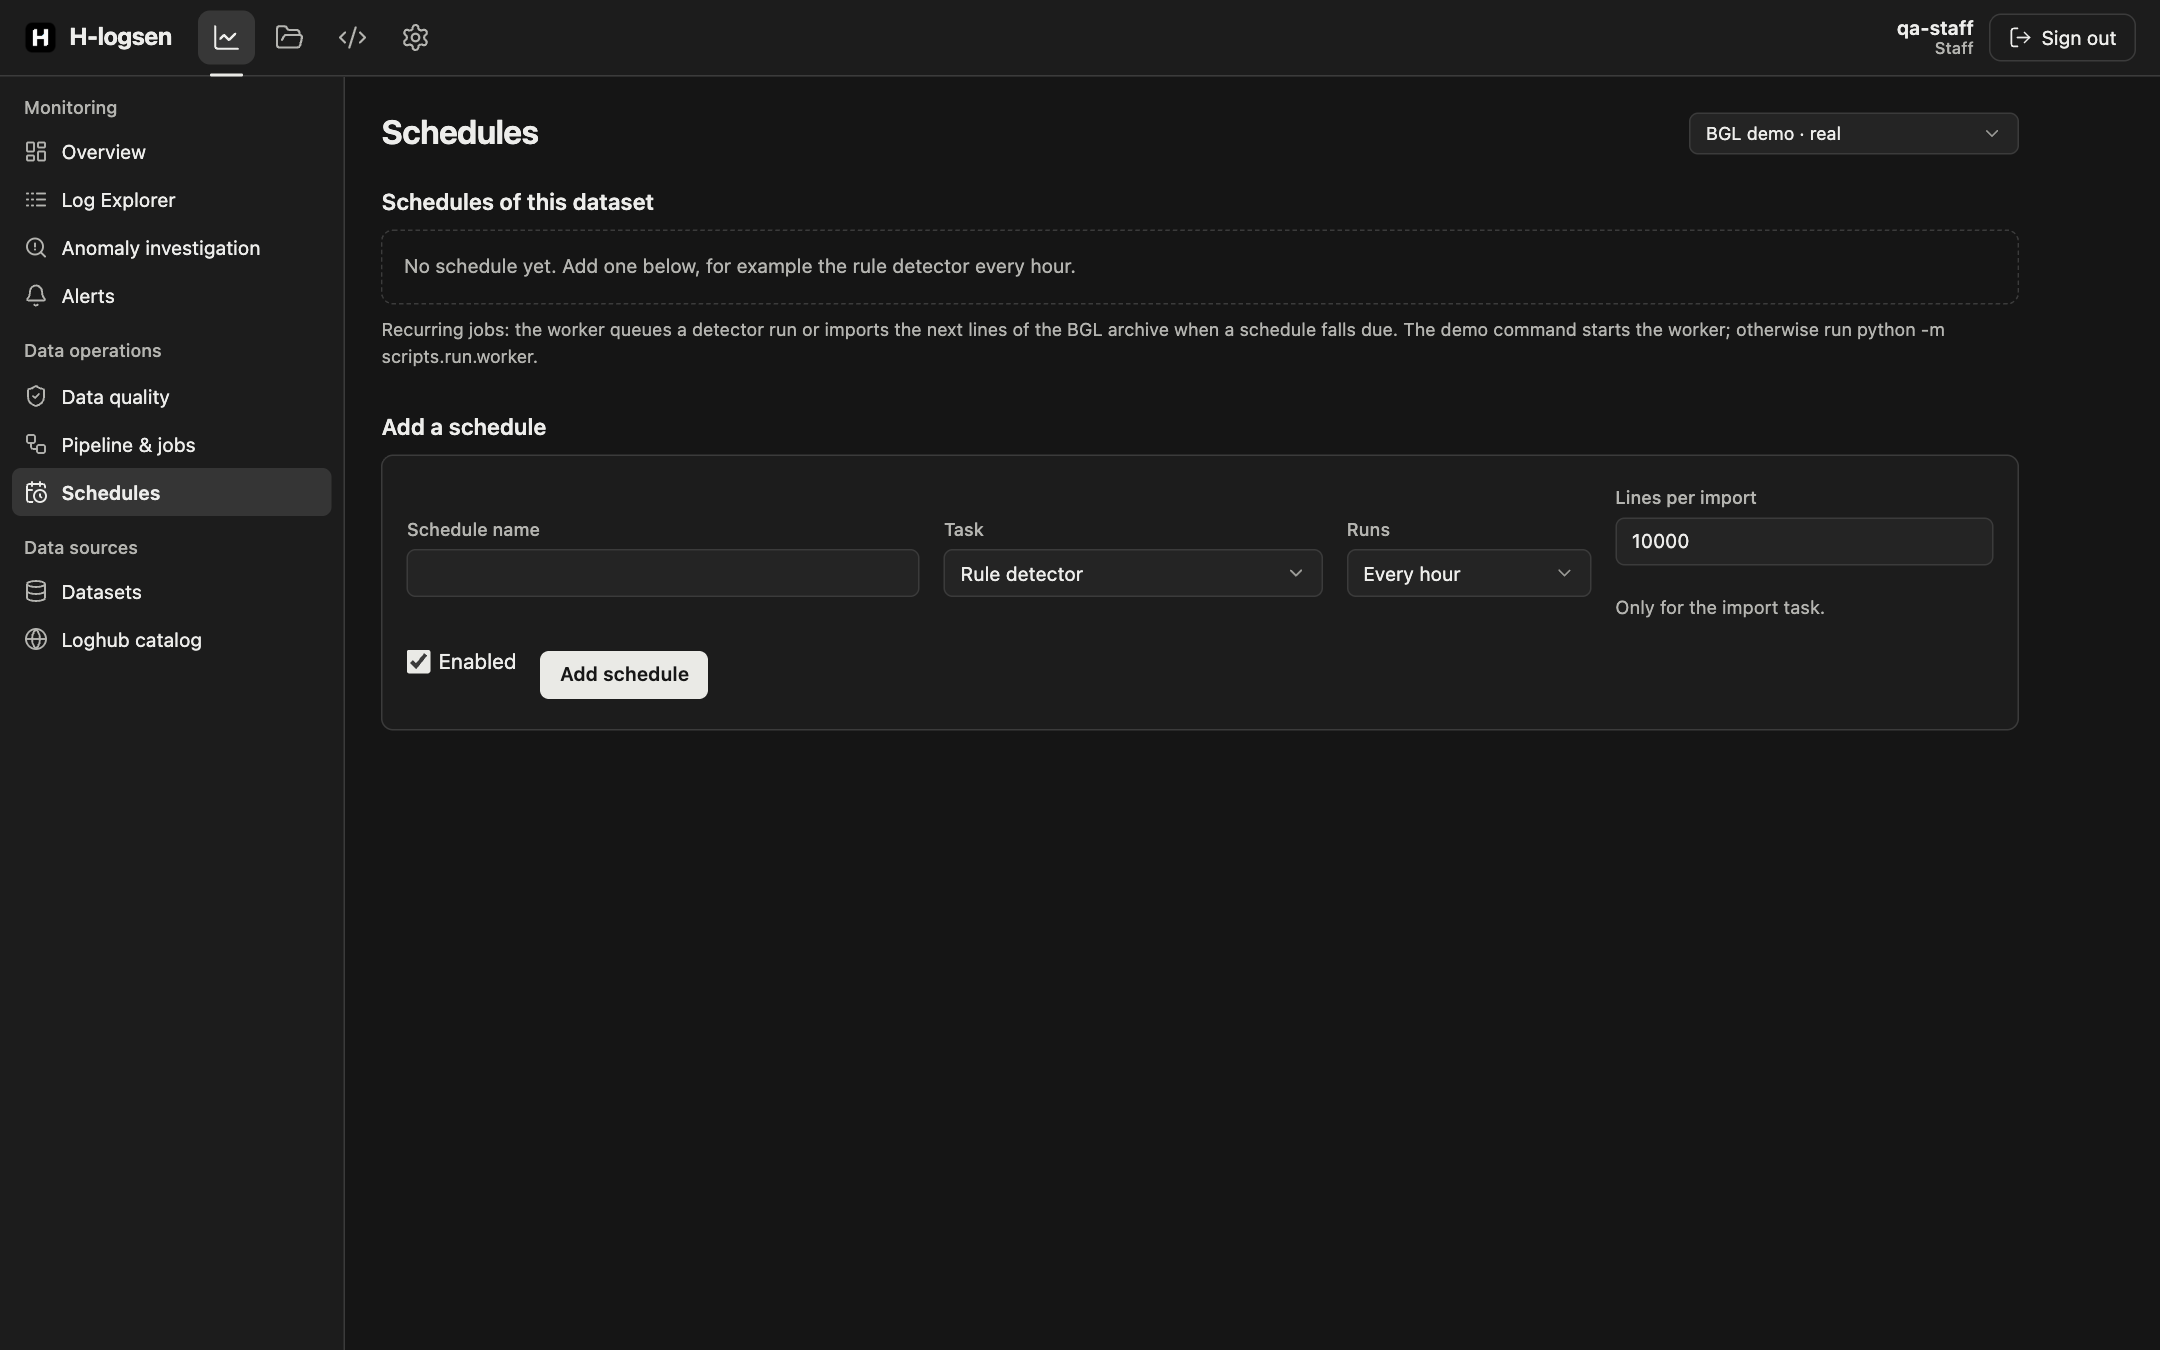 H H-logsen
qa-staff
Staff
Sign out
Monitoring
Overview
Log Explorer
Anomaly investigation
Alerts
Data operations
Data quality
Pipeline & jobs
Schedules
Data sources
Datasets
Loghub catalog
Schedules
BGL demo · real
Schedules of this dataset
No schedule yet. Add one below, for example the rule detector every hour.
Recurring jobs: the worker queues a detector run or imports the next lines of the BGL archive when a schedule falls due. The demo command starts the worker; otherwise run python -m
scripts.run.worker.
Add a schedule
Schedule name
Task
Rule detector
Runs
Every hour
Lines per import
10000
Only for the import task.
Enabled
Add schedule